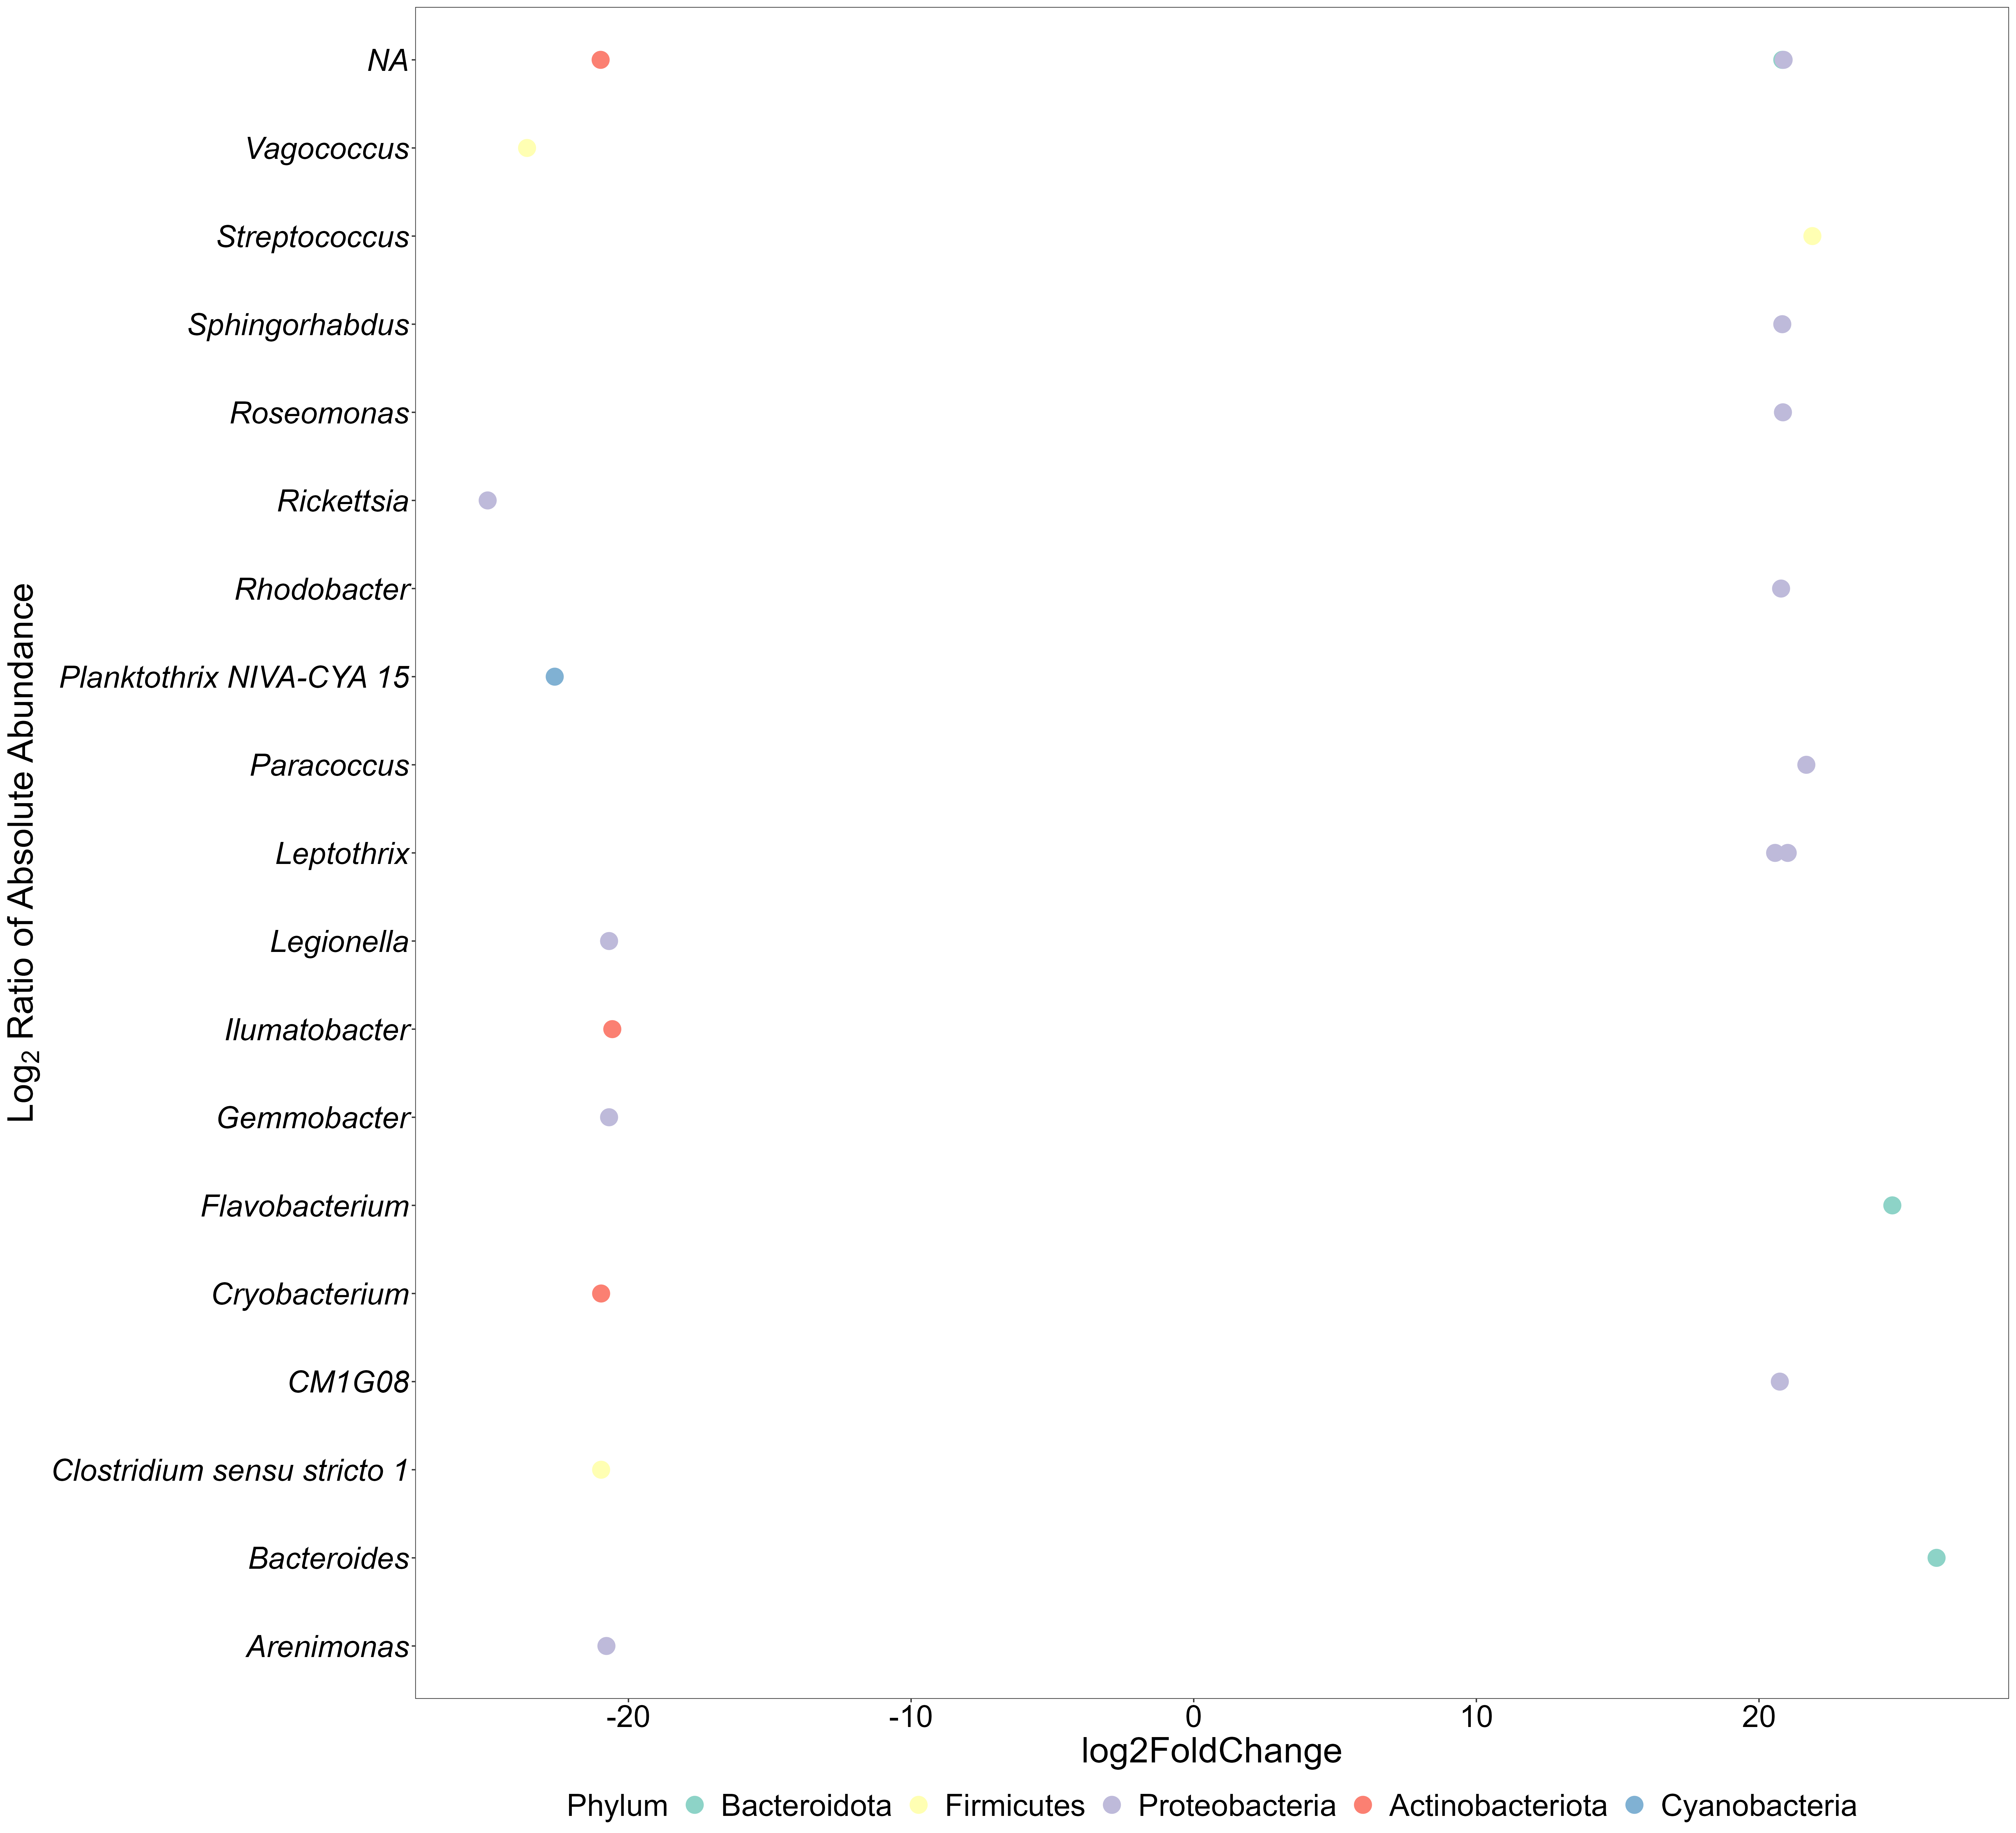 NA
Vagococcus
Streptococcus
Sphingorhabdus
Roseomonas
Rickettsia
Rhodobacter
Planktothrix NIVA-CYA 15
Paracoccus
Leptothrix
Legionella
Ilumatobacter
Gemmobacter
Flavobacterium
Cryobacterium
CM1G08
Clostridium sensu stricto 1
Bacteroides
Arenimonas
Log₂ Ratio of Absolute Abundance
-20 -10 0 10 20
log2FoldChange
Phylum Bacteroidota Firmicutes Proteobacteria Actinobacteriota Cyanobacteria